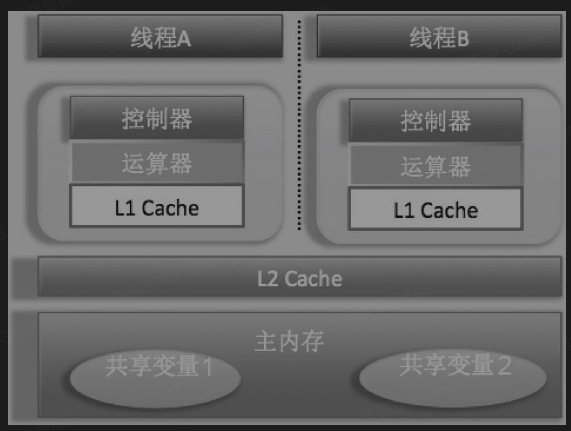 线程A
线程B
控制器
运算器
L1 Cache
控制器
运算器
L1 Cache
L2 Cache
主内存
共享变量1
共享变量2